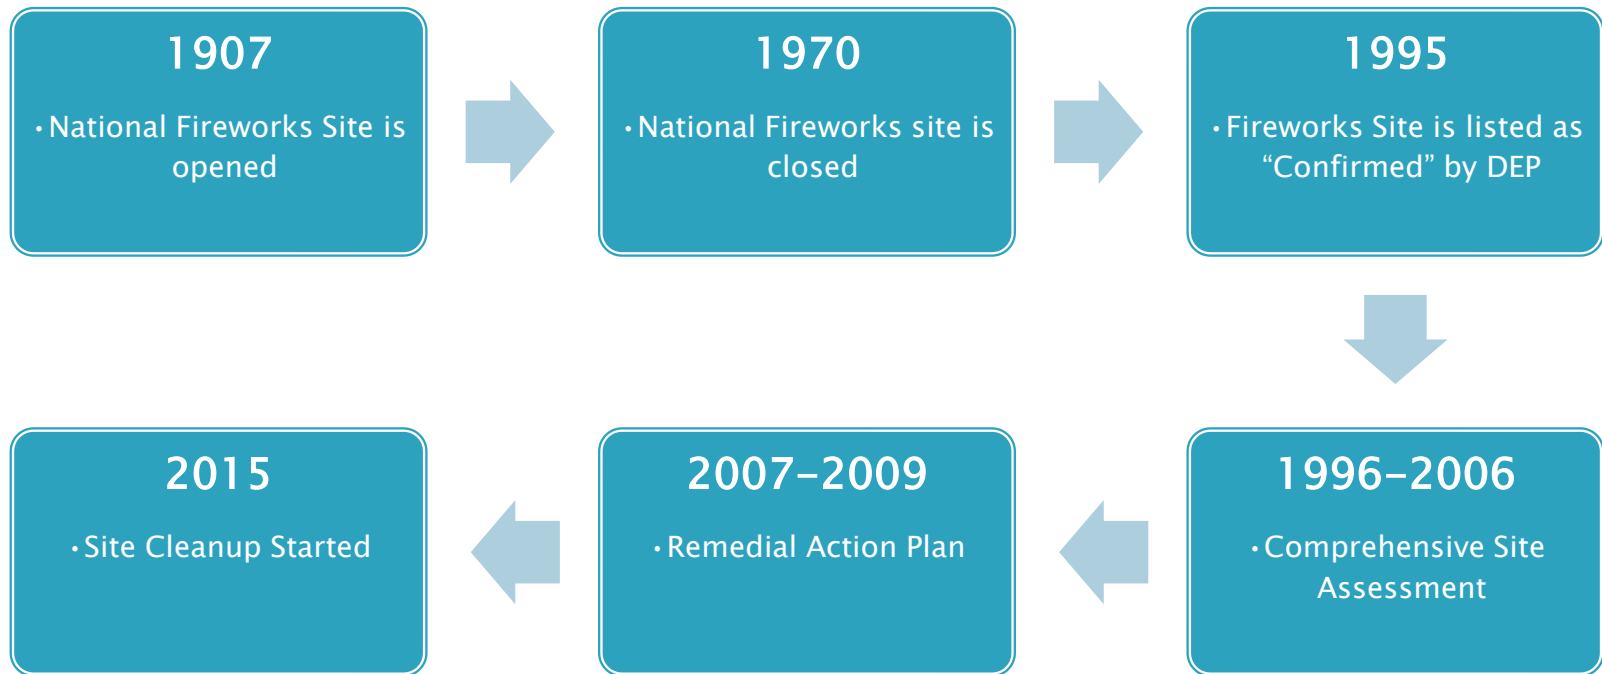 1907
• National Fireworks Site is
opened
1970
• National Fireworks site is
closed
1995
• Fireworks Site is listed as
“Confirmed” by DEP
1996-2006
• Comprehensive Site
Assessment
2007-2009
• Remedial Action Plan
2015
• Site Cleanup Started